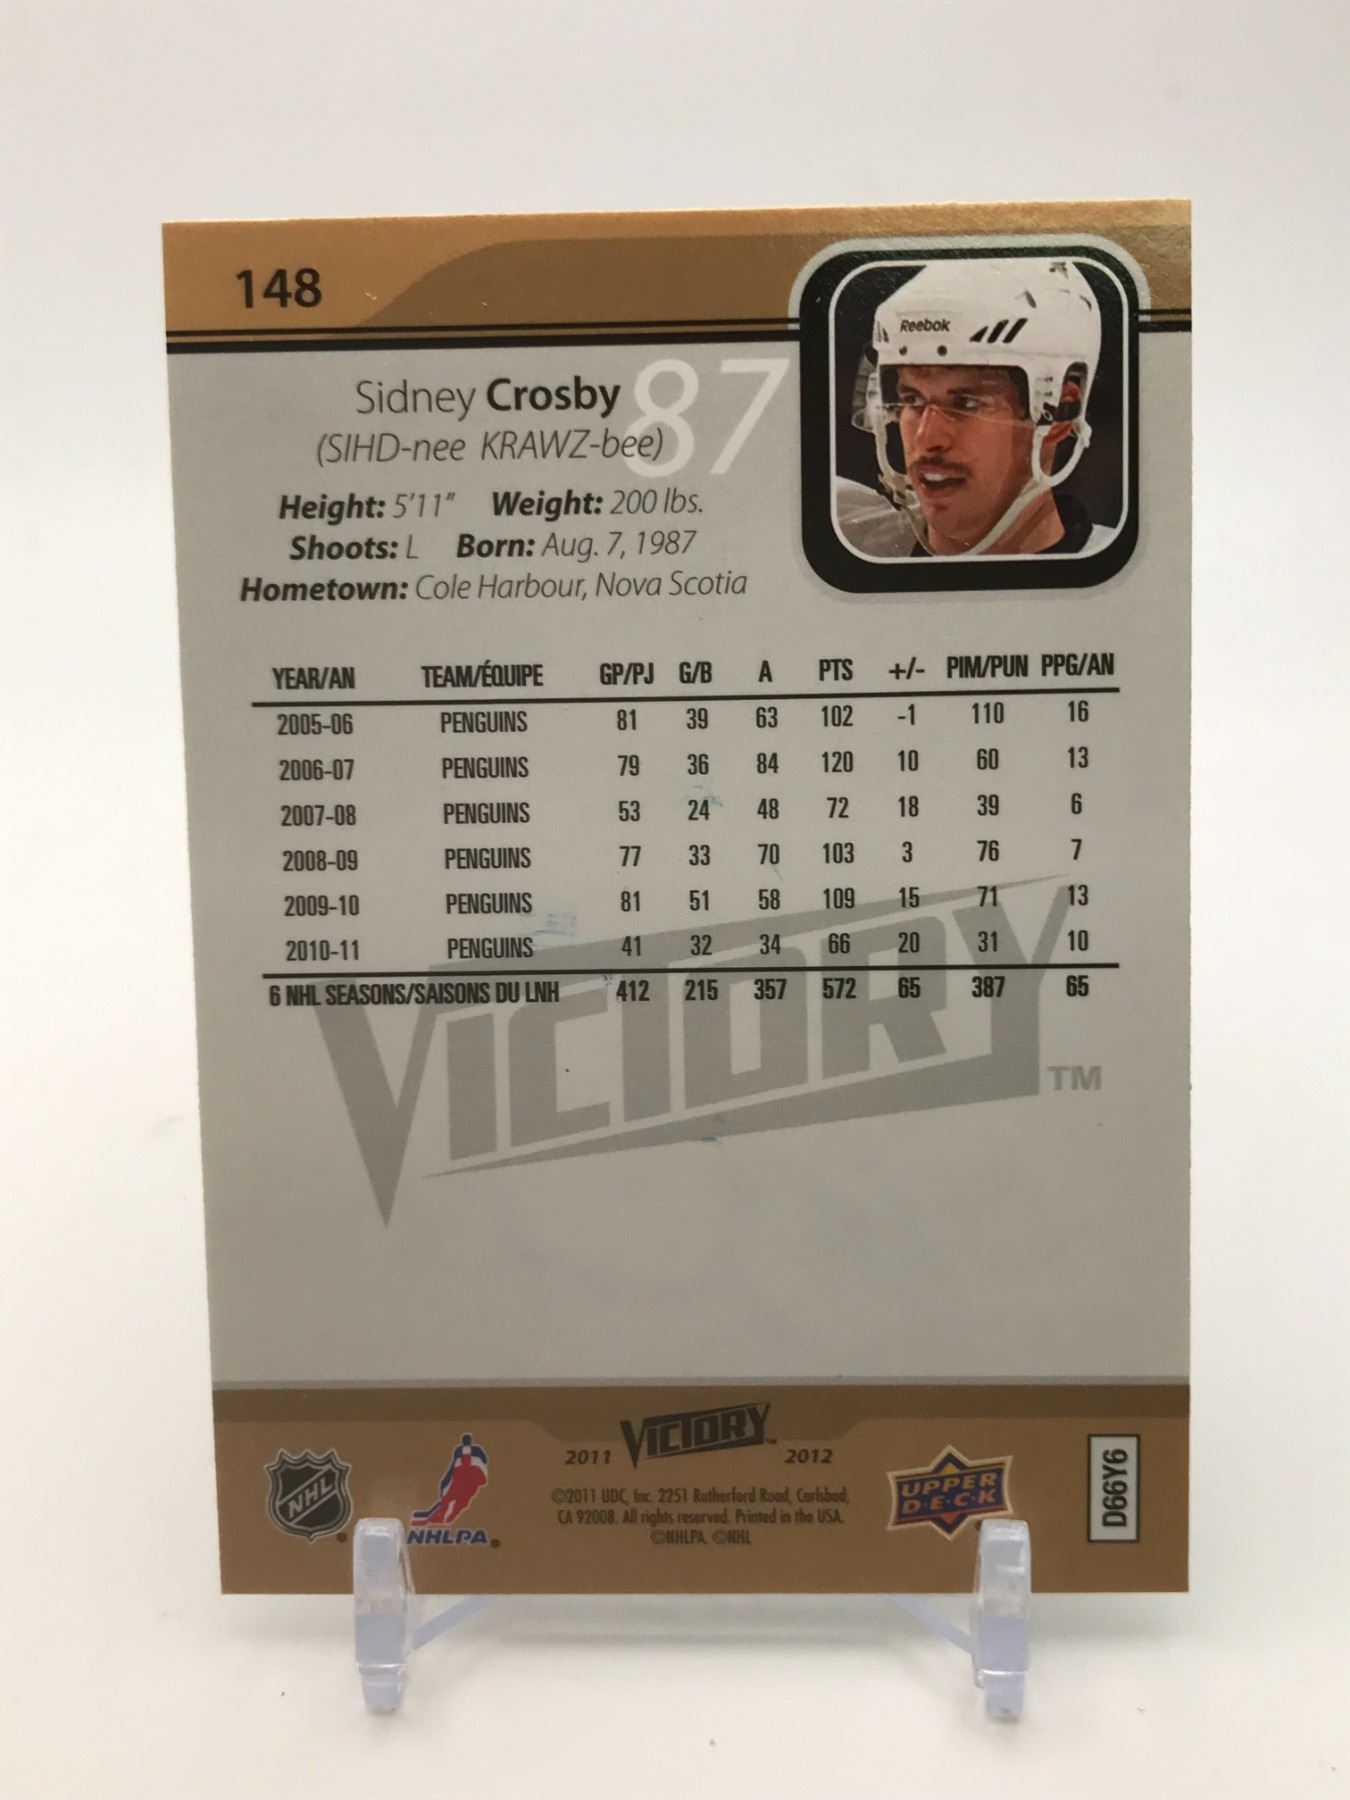 148
Reebok
87
Sidney Crosby
(SIHD-nee KRAWZ-bee)
Height: 5'11" Weight: 200 lbs.
Shoots: L Born: Aug. 7, 1987
Hometown: Cole Harbour, Nova Scotia
YEAR/AN TEAM/ÉQUIPE GP/PJ G/B A PTS +/- PIM/PUN PPG/AN
2005-06 PENGUINS 81 39 63 102 -1 110 16
2006-07 PENGUINS 79 36 84 120 10 60 13
2007-08 PENGUINS 53 24 48 72 18 39 6
2008-09 PENGUINS 77 33 70 103 3 76 7
2009-10 PENGUINS 81 51 58 109 15 71 13
2010-11 PENGUINS 41 32 34 66 20 31 10
6 NHL SEASONS/SAISONS DU LNH 412 215 357 572 65 387 65
VICTORY™
2011 VICTORY™ 2012
©2011 UDC, Inc. 2251 Rutherford Road, Carlsbad,
CA 92008. All rights reserved. Printed in the USA.
©NHLPA. ©NHL
NHL®
NHLPA®
UPPER
D·E·C·K
D66Y6